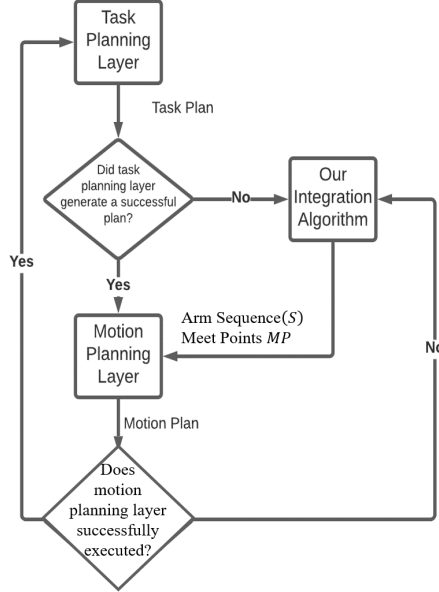 Task
Planning
Layer
Task Plan
Did task
planning layer
generate a successful
plan?
No
Our
Integration
Algorithm
Yes
Yes
Arm Sequence(S)
Meet Points MP
Motion
Planning
Layer
No
Motion Plan
Does
motion
planning layer
successfully
executed?